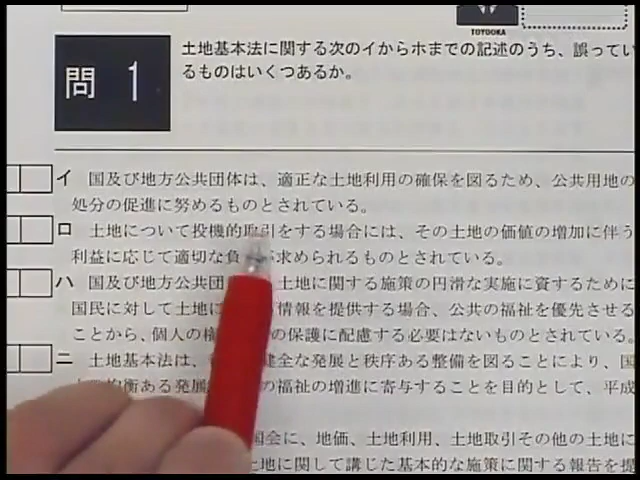 TOYOOKA
問 1
土地基本法に関する次のイからホまでの記述のうち、誤ってい
るものはいくつあるか。
イ 国及び地方公共団体は、適正な土地利用の確保を図るため、公共用地の
処分の促進に努めるものとされている。
ロ 土地について投機的取引をする場合には、その土地の価値の増加に伴う
利益に応じて適切な負 求められるものとされている。
ハ 国及び地方公共団 土地に関する施策の円滑な実施に資するために
国民に対して土地に 情報を提供する場合、公共の福祉を優先させる
ことから、個人の権 の保護に配慮する必要はないものとされている。
ニ 土地基本法は、 健全な発展と秩序ある整備を図ることにより、国
均衡ある発展 の福祉の増進に寄与することを目的として、平成
国会に、地価、土地利用、土地取引その他の土地に
土地に関して講じた基本的な施策に関する報告を提